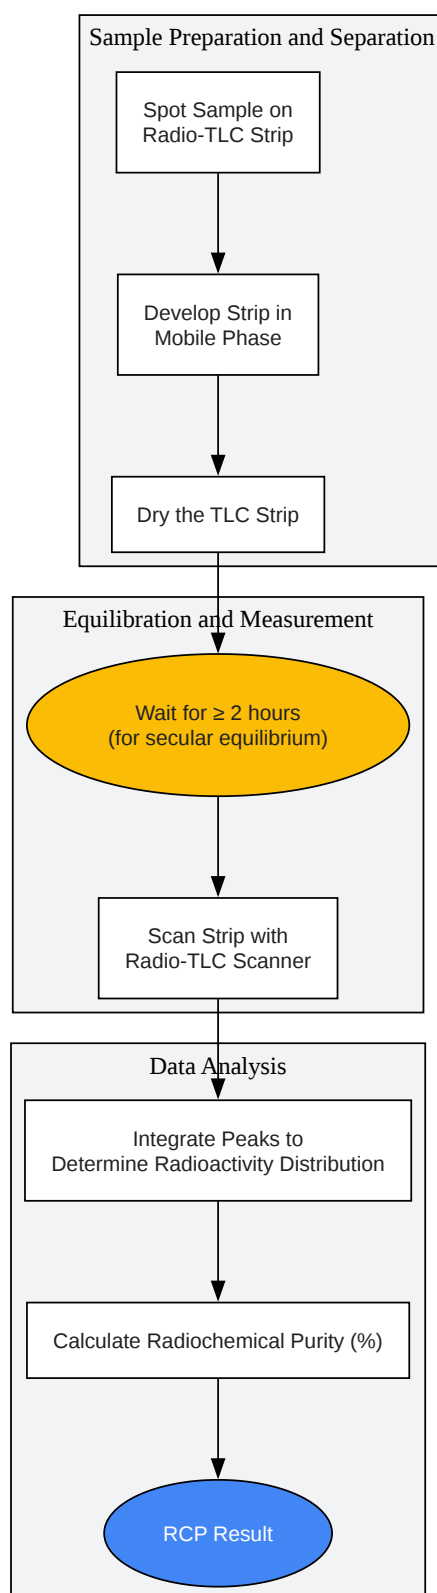 Sample Preparation and Separation
Spot Sample on
Radio-TLC Strip
Develop Strip in
Mobile Phase
Dry the TLC Strip
Equilibration and Measurement
Wait for ≥ 2 hours
(for secular equilibrium)
Scan Strip with
Radio-TLC Scanner
Data Analysis
Integrate Peaks to
Determine Radioactivity Distribution
Calculate Radiochemical Purity (%)
RCP Result